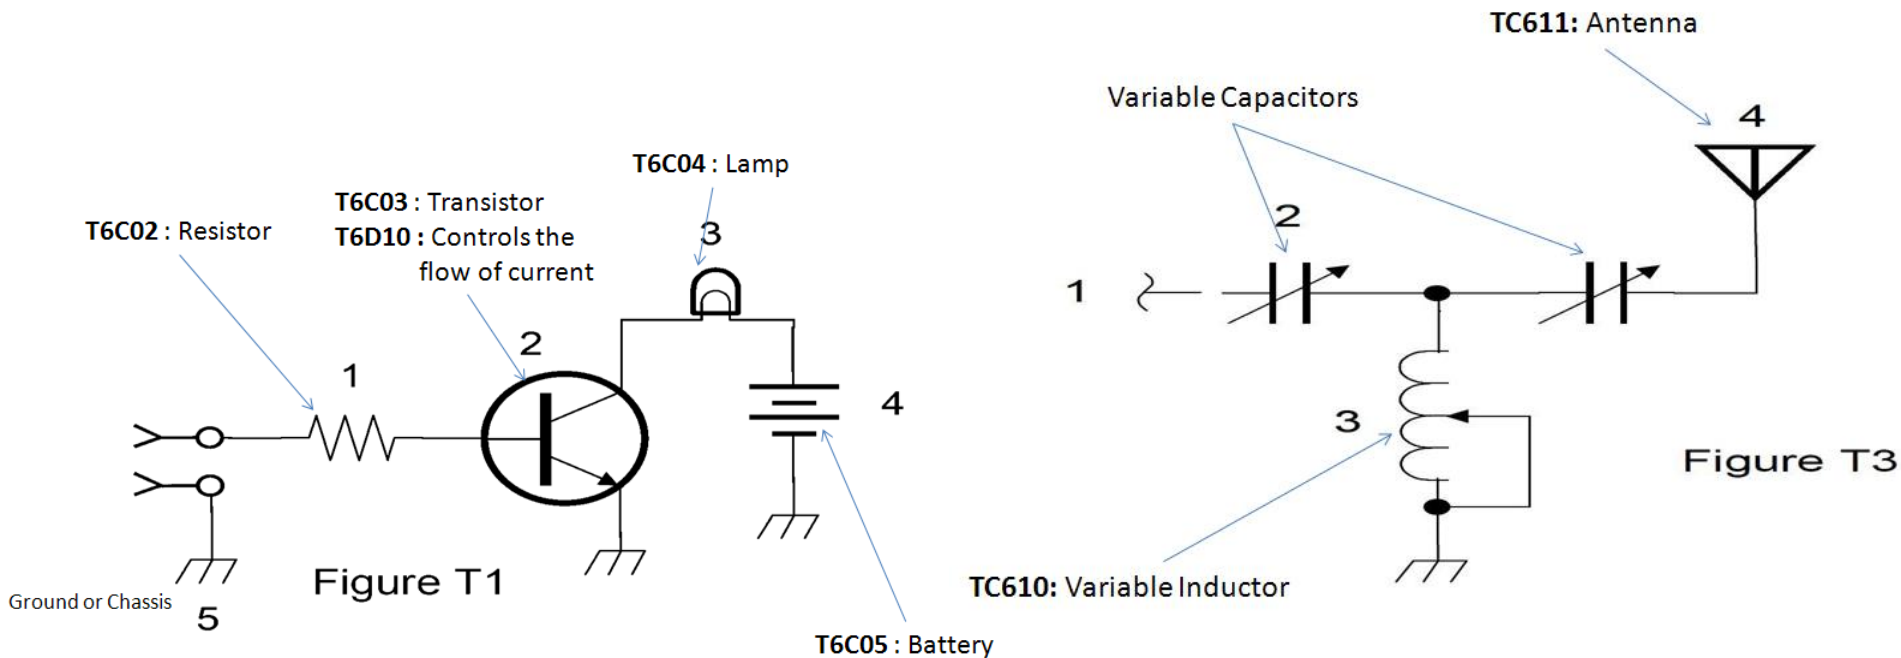 TC611: Antenna
Variable Capacitors
4
T6C04 : Lamp
T6C03 : Transistor
T6D10 : Controls the
flow of current
T6C02 : Resistor
3
2
1
2
1
4
3
Figure T3
Figure T1
TC610: Variable Inductor
Ground or Chassis
5
T6C05 : Battery